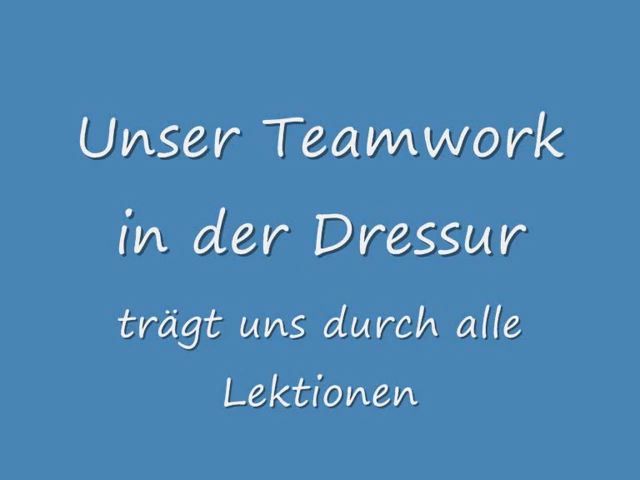 Unser Teamwork
in der Dressur
trägt uns durch alle
Lektionen